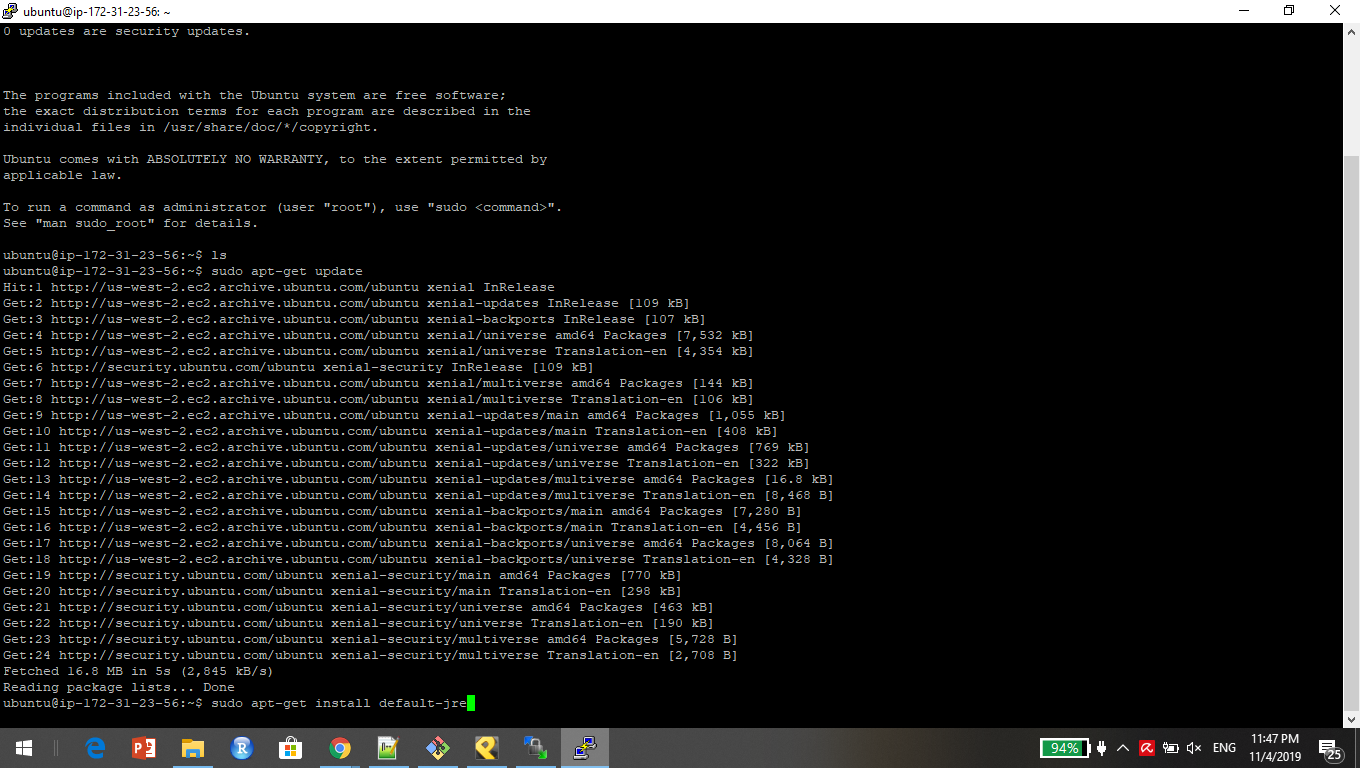 ubuntu@ip-172-31-23-56: ~
0 updates are security updates.
The programs included with the Ubuntu system are free software;
the exact distribution terms for each program are described in the
individual files in /usr/share/doc/*/copyright.
Ubuntu comes with ABSOLUTELY NO WARRANTY, to the extent permitted by
applicable law.
To run a command as administrator (user "root"), use "sudo <command>".
See "man sudo_root" for details.
ubuntu@ip-172-31-23-56:~$ ls
ubuntu@ip-172-31-23-56:~$ sudo apt-get update
Hit:1 http://us-west-2.ec2.archive.ubuntu.com/ubuntu xenial InRelease
Get:2 http://us-west-2.ec2.archive.ubuntu.com/ubuntu xenial-updates InRelease [109 kB]
Get:3 http://us-west-2.ec2.archive.ubuntu.com/ubuntu xenial-backports InRelease [107 kB]
Get:4 http://us-west-2.ec2.archive.ubuntu.com/ubuntu xenial/universe amd64 Packages [7,532 kB]
Get:5 http://us-west-2.ec2.archive.ubuntu.com/ubuntu xenial/universe Translation-en [4,354 kB]
Get:6 http://security.ubuntu.com/ubuntu xenial-security InRelease [109 kB]
Get:7 http://us-west-2.ec2.archive.ubuntu.com/ubuntu xenial/multiverse amd64 Packages [144 kB]
Get:8 http://us-west-2.ec2.archive.ubuntu.com/ubuntu xenial/multiverse Translation-en [106 kB]
Get:9 http://us-west-2.ec2.archive.ubuntu.com/ubuntu xenial-updates/main amd64 Packages [1,055 kB]
Get:10 http://us-west-2.ec2.archive.ubuntu.com/ubuntu xenial-updates/main Translation-en [408 kB]
Get:11 http://us-west-2.ec2.archive.ubuntu.com/ubuntu xenial-updates/universe amd64 Packages [769 kB]
Get:12 http://us-west-2.ec2.archive.ubuntu.com/ubuntu xenial-updates/universe Translation-en [322 kB]
Get:13 http://us-west-2.ec2.archive.ubuntu.com/ubuntu xenial-updates/multiverse amd64 Packages [16.8 kB]
Get:14 http://us-west-2.ec2.archive.ubuntu.com/ubuntu xenial-updates/multiverse Translation-en [8,468 B]
Get:15 http://us-west-2.ec2.archive.ubuntu.com/ubuntu xenial-backports/main amd64 Packages [7,280 B]
Get:16 http://us-west-2.ec2.archive.ubuntu.com/ubuntu xenial-backports/main Translation-en [4,456 B]
Get:17 http://us-west-2.ec2.archive.ubuntu.com/ubuntu xenial-backports/universe amd64 Packages [8,064 B]
Get:18 http://us-west-2.ec2.archive.ubuntu.com/ubuntu xenial-backports/universe Translation-en [4,328 B]
Get:19 http://security.ubuntu.com/ubuntu xenial-security/main amd64 Packages [770 kB]
Get:20 http://security.ubuntu.com/ubuntu xenial-security/main Translation-en [298 kB]
Get:21 http://security.ubuntu.com/ubuntu xenial-security/universe amd64 Packages [463 kB]
Get:22 http://security.ubuntu.com/ubuntu xenial-security/universe Translation-en [190 kB]
Get:23 http://security.ubuntu.com/ubuntu xenial-security/multiverse amd64 Packages [5,728 B]
Get:24 http://security.ubuntu.com/ubuntu xenial-security/multiverse Translation-en [2,708 B]
Fetched 16.8 MB in 5s (2,845 kB/s)
Reading package lists... Done
ubuntu@ip-172-31-23-56:~$ sudo apt-get install default-jre
94%
ENG
11:47 PM
11/4/2019
25